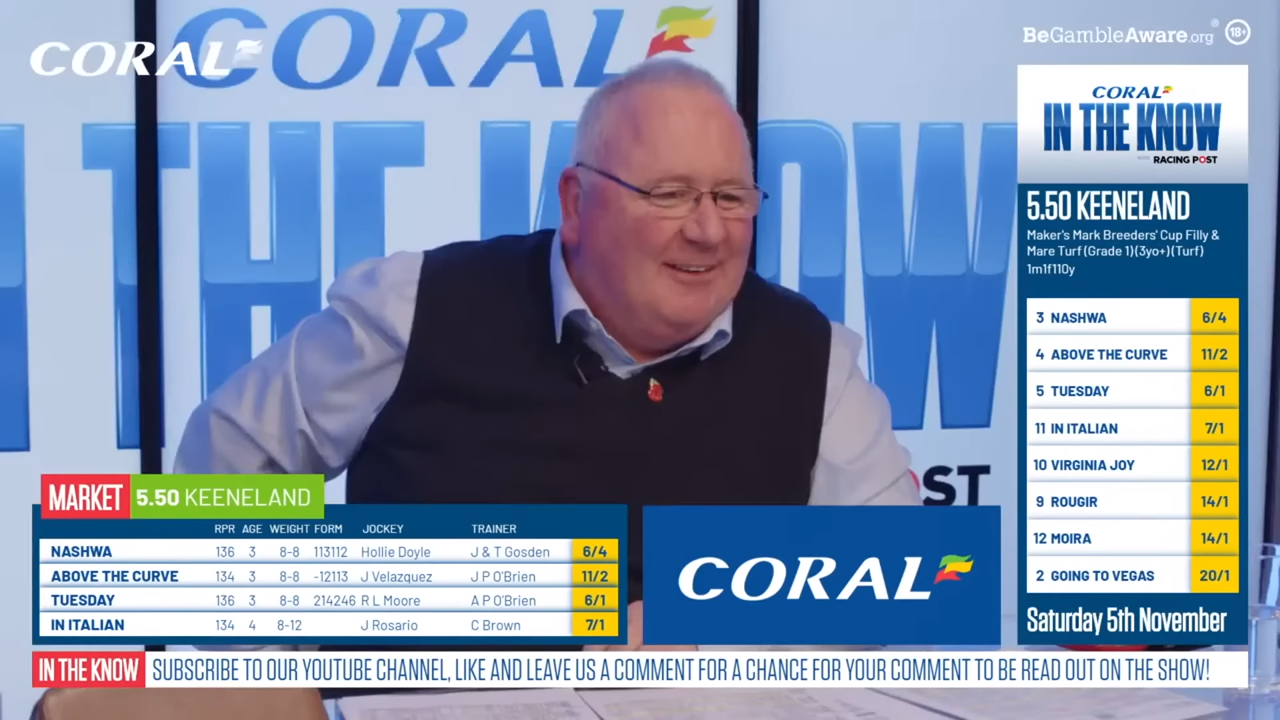 CORAL
CORAL
THE KNOW
ST
BeGambleAware.org® 18+
CORAL
IN THE KNOW
WITH RACING POST
5.50 KEENELAND
Maker's Mark Breeders' Cup Filly &
Mare Turf (Grade 1)(3yo+)(Turf)
1m1f110y
3 NASHWA 6/4
4 ABOVE THE CURVE 11/2
5 TUESDAY 6/1
11 IN ITALIAN 7/1
10 VIRGINIA JOY 12/1
9 ROUGIR 14/1
12 MOIRA 14/1
2 GOING TO VEGAS 20/1
Saturday 5th November
MARKET 5.50 KEENELAND
RPR AGE WEIGHT FORM JOCKEY TRAINER
NASHWA 136 3 8-8 113112 Hollie Doyle J & T Gosden 6/4
ABOVE THE CURVE 134 3 8-8 -12113 J Velazquez J P O'Brien 11/2
TUESDAY 136 3 8-8 214246 R L Moore A P O'Brien 6/1
IN ITALIAN 134 4 8-12 J Rosario C Brown 7/1
CORAL
IN THE KNOW SUBSCRIBE TO OUR YOUTUBE CHANNEL, LIKE AND LEAVE US A COMMENT FOR A CHANCE FOR YOUR COMMENT TO BE READ OUT ON THE SHOW!